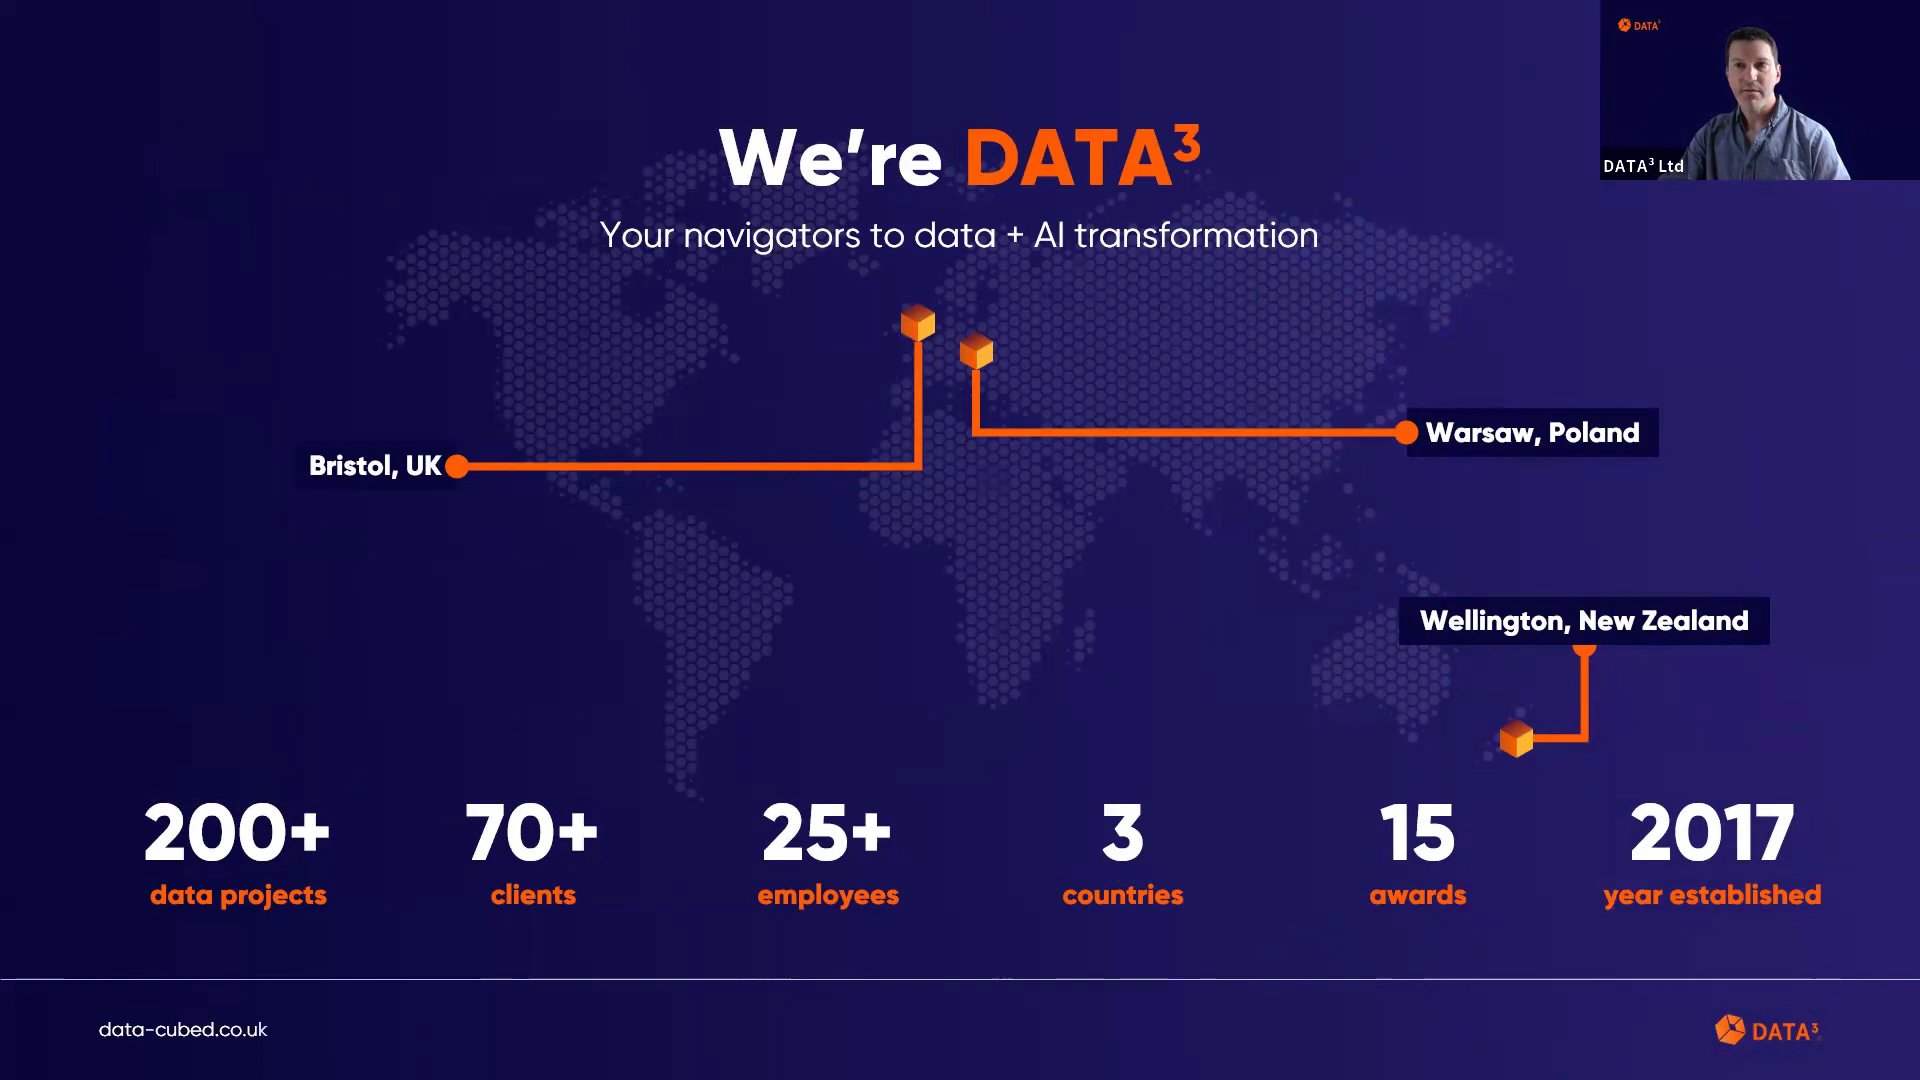 DATA³
DATA³ Ltd
We're DATA³
Your navigators to data + AI transformation
Warsaw, Poland
Bristol, UK
Wellington, New Zealand
200+
data projects
70+
clients
25+
employees
3
countries
15
awards
2017
year established
data-cubed.co.uk
DATA³